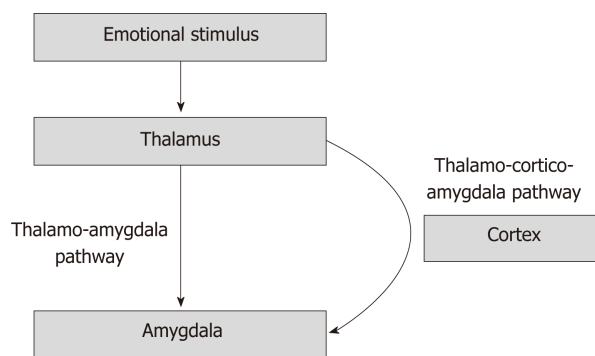 Emotional stimulus
Thalamus
Thalamo-cortico-
amygdala pathway
Thalamo-amygdala
pathway
Cortex
Amygdala